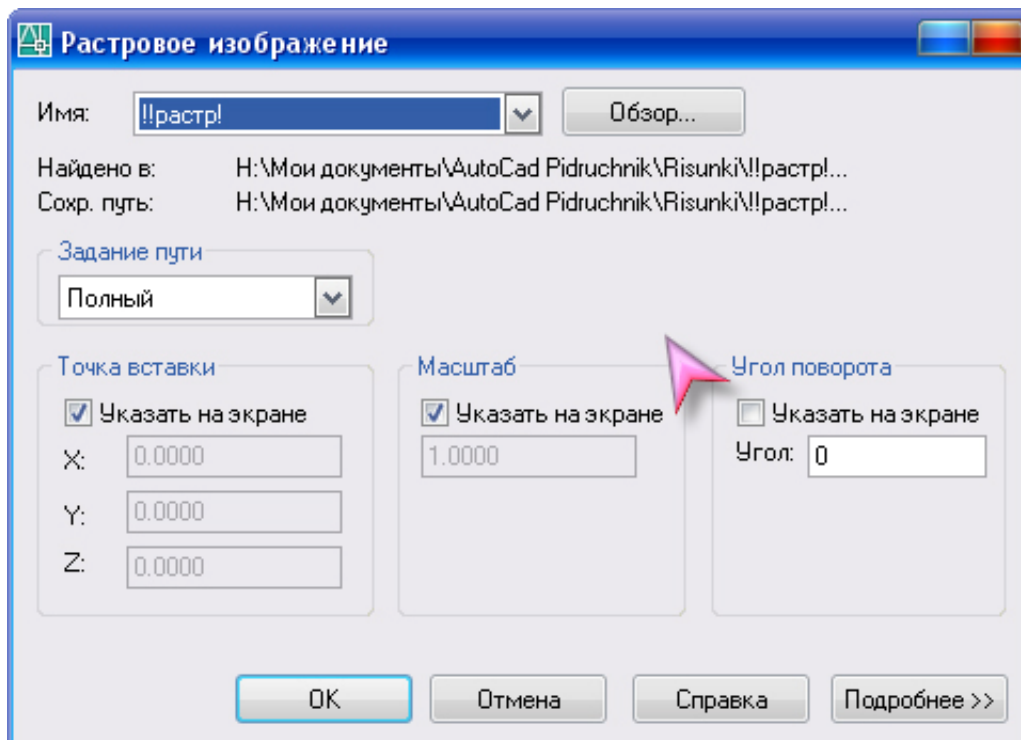 Растровое изображение
Имя: !!растр! Обзор...
Найдено в: H:\Мои документы\AutoCad Pidruchnik\Risunki\!!растр!...
Сохр. путь: H:\Мои документы\AutoCad Pidruchnik\Risunki\!!растр!...
Задание пути
Полный
Точка вставки Масштаб Угол поворота
Указать на экране Указать на экране Указать на экране
X: 0.0000 1.0000 Угол: 0
Y: 0.0000
Z: 0.0000
OK Отмена Справка Подробнее >>